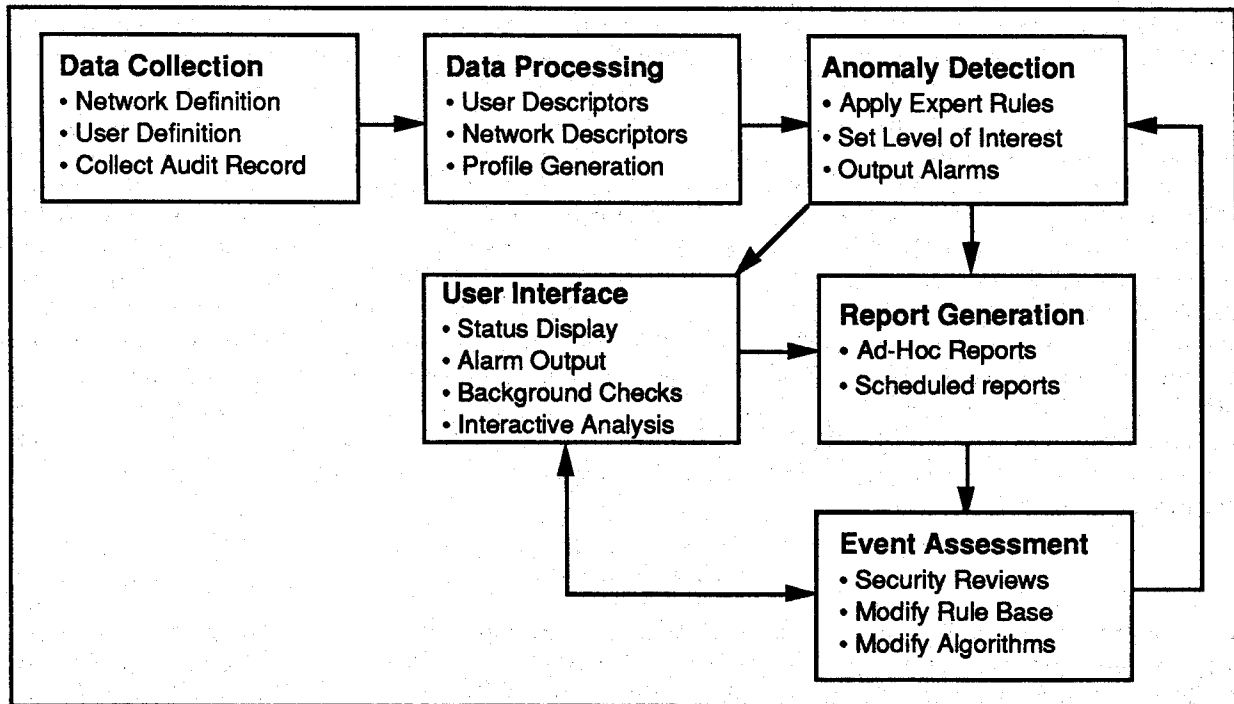 Data Collection
• Network Definition
• User Definition
• Collect Audit Record
Data Processing
• User Descriptors
• Network Descriptors
• Profile Generation
Anomaly Detection
• Apply Expert Rules
• Set Level of Interest
• Output Alarms
User Interface
• Status Display
• Alarm Output
• Background Checks
• Interactive Analysis
Report Generation
• Ad-Hoc Reports
• Scheduled reports
Event Assessment
• Security Reviews
• Modify Rule Base
• Modify Algorithms